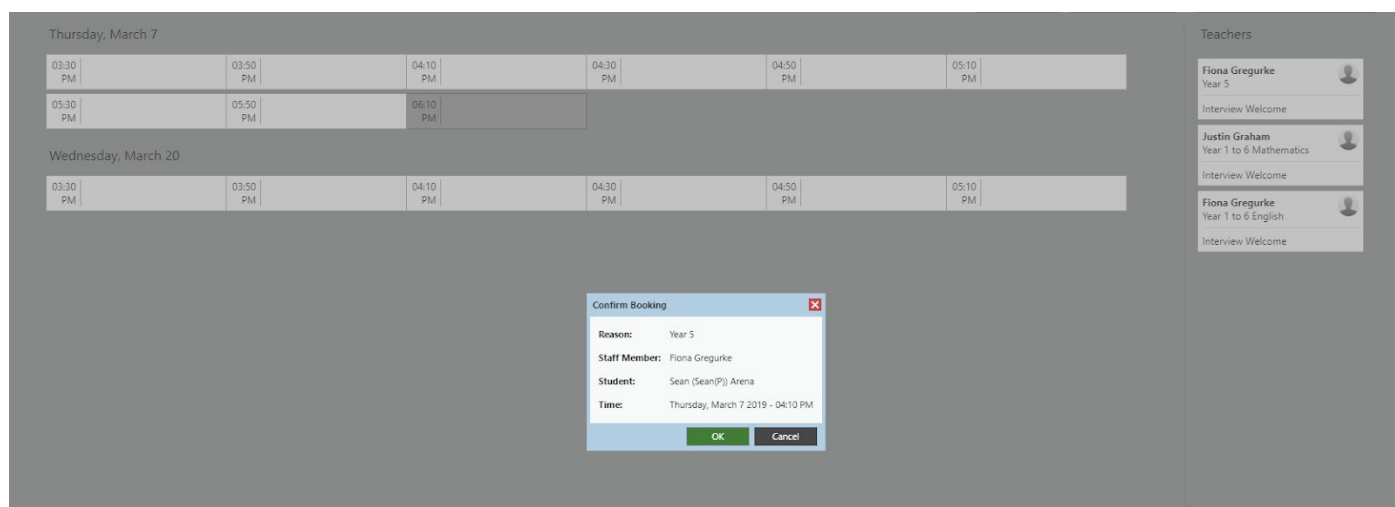 Thursday, March 7
03:30 PM 03:50 PM 04:10 PM 04:30 PM 04:50 PM 05:10 PM
05:30 PM 05:50 PM 06:10 PM
Wednesday, March 20
03:30 PM 03:50 PM 04:10 PM 04:30 PM 04:50 PM 05:10 PM
Teachers
Fiona Gregurke
Year 5
Interview Welcome
Justin Graham
Year 1 to 6 Mathematics
Interview Welcome
Fiona Gregurke
Year 1 to 6 English
Interview Welcome
Confirm Booking
Reason: Year 5
Staff Member: Fiona Gregurke
Student: Sean (Sean(P)) Arena
Time: Thursday, March 7 2019 - 04:10 PM
OK Cancel